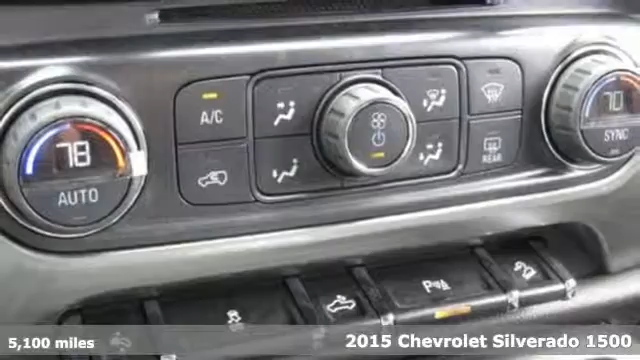 78
AUTO
A/C
REAR
70
SYNC
5,100 miles
2015 Chevrolet Silverado 1500